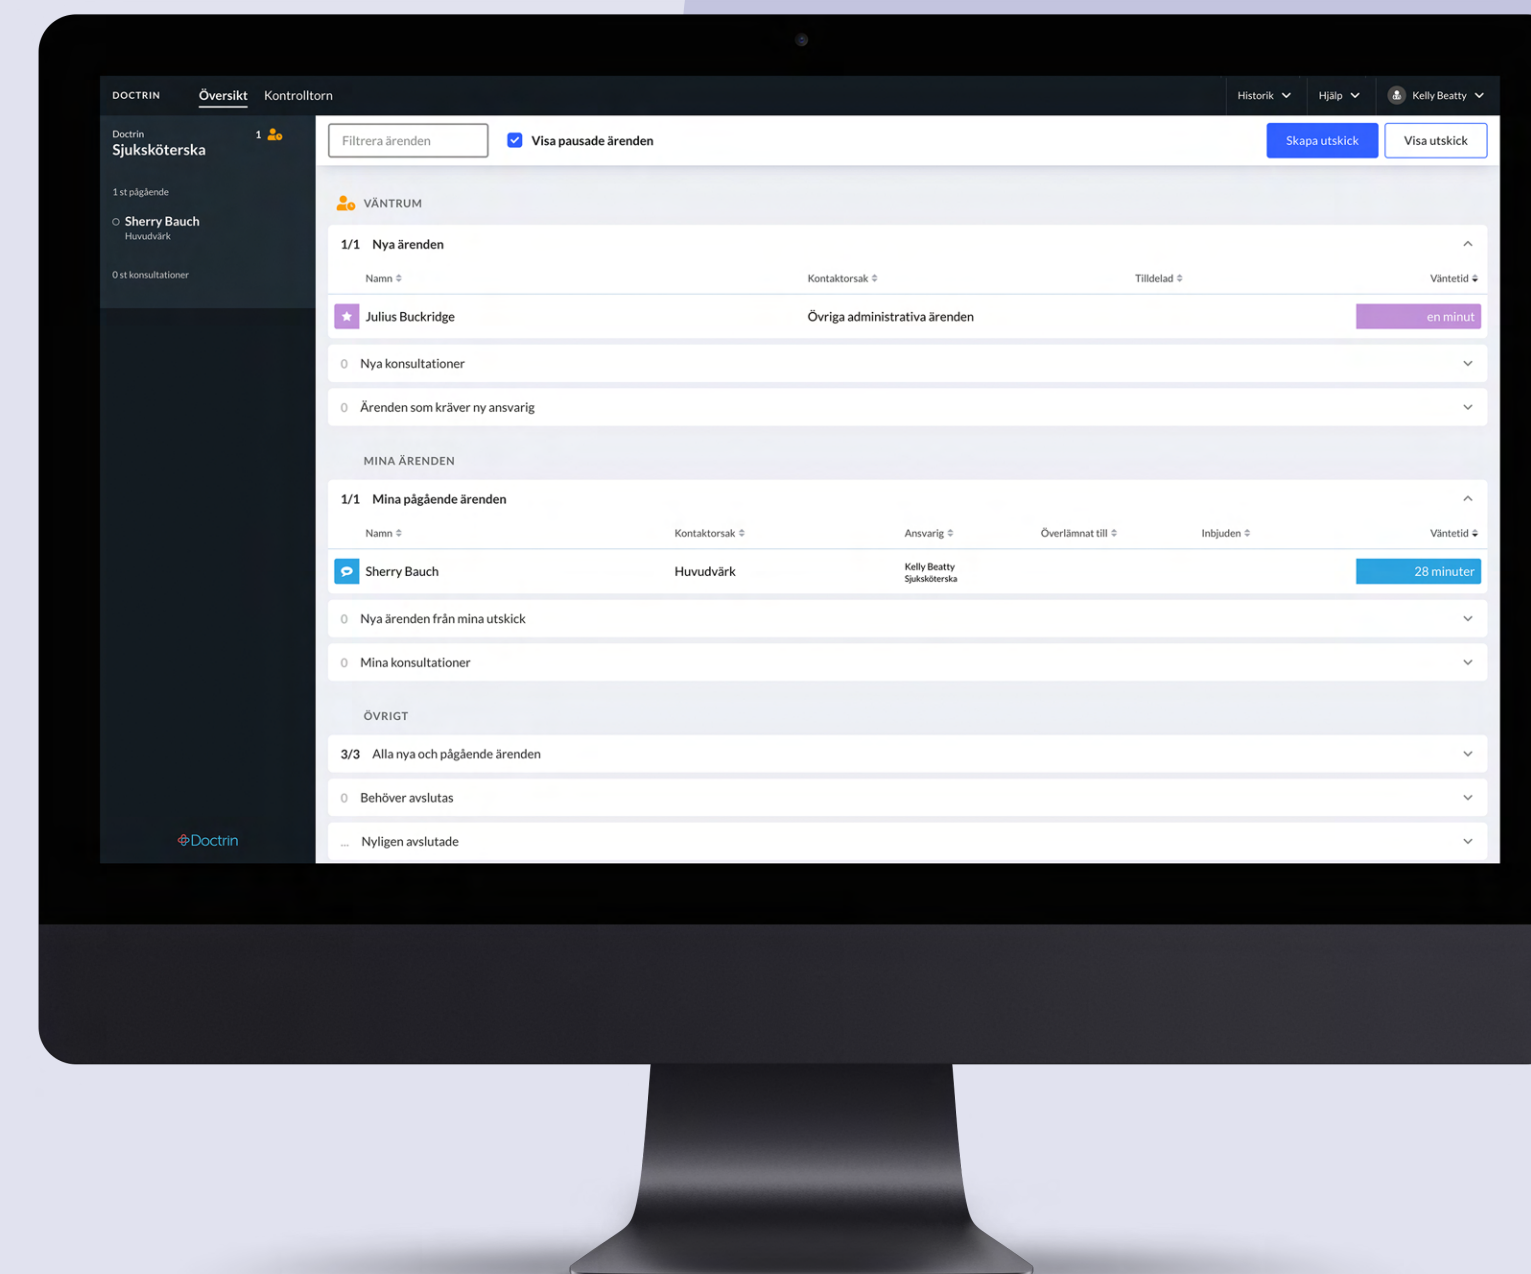 DOCTRIN Översikt Kontrolltorn Historik Hjälp Kelly Beatty
Doctrin 1
Sjuksköterska
1 st pågående
Sherry Bauch
Huvudvärk
0 st konsultationer
Doctrin
Filtrera ärenden Visa pausade ärenden Skapa utskick Visa utskick
VÄNTRUM
1/1 Nya ärenden
Namn Kontaktorsak Tilldelad Väntetid
Julius Buckridge Övriga administrativa ärenden en minut
0 Nya konsultationer
0 Ärenden som kräver ny ansvarig
MINA ÄRENDEN
1/1 Mina pågående ärenden
Namn Kontaktorsak Ansvarig Överlämnat till Inbjuden Väntetid
Sherry Bauch Huvudvärk Kelly Beatty 28 minuter
Sjuksköterska
0 Nya ärenden från mina utskick
0 Mina konsultationer
ÖVRIGT
3/3 Alla nya och pågående ärenden
0 Behöver avslutas
... Nyligen avslutade